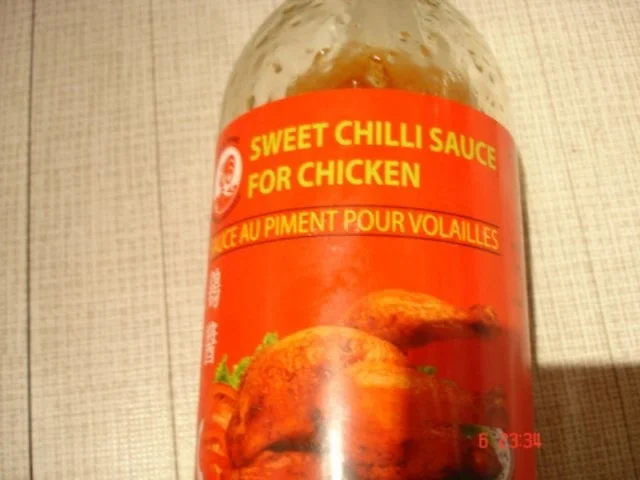 SWEET CHILLI SAUCE
FOR CHICKEN
AUCE AU PIMENT POUR VOLAILLES
6 23:34